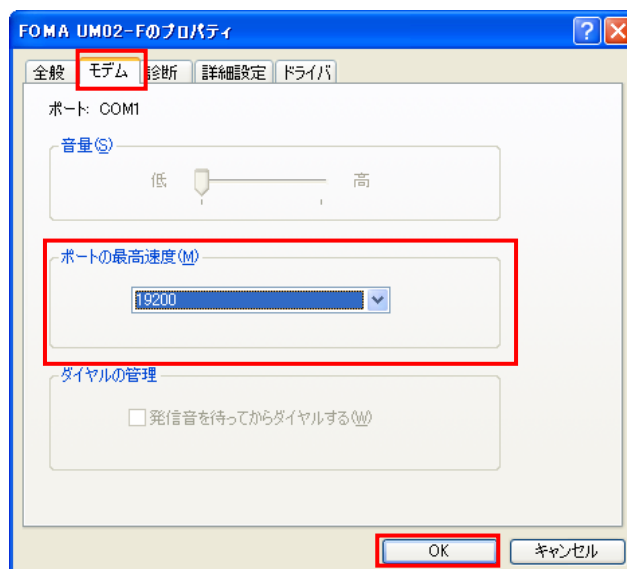 FOMA UM02-Fのプロパティ
全般 モデム 診断 詳細設定 ドライバ
ポート: COM1
音量(S)
低 高
ポートの最高速度(M)
19200
ダイヤルの管理
発信音を待ってからダイヤルする(W)
OK キャンセル